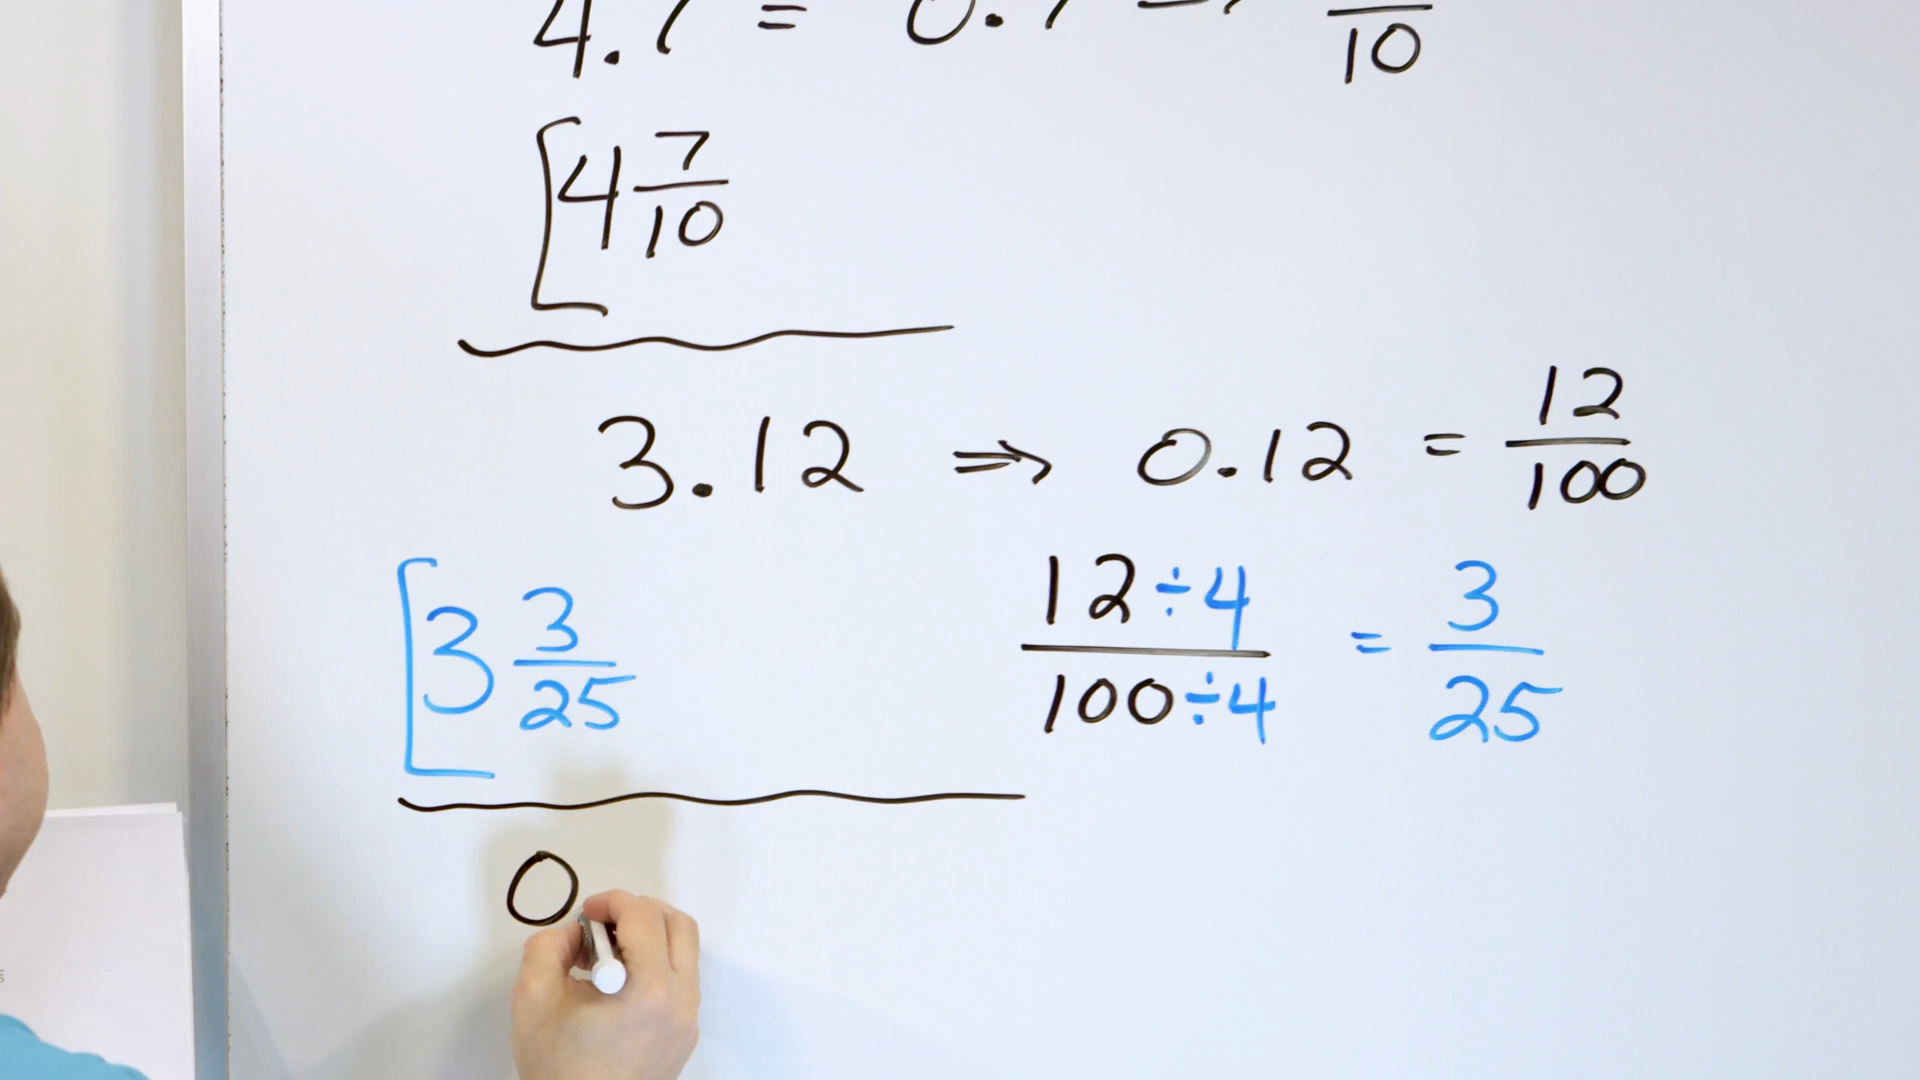 4.7 = 0.7 ⇒ 
10
[4 7/10
3.12 ⇒ 0.12 = 12/100
[3 3/25
12÷4/100÷4 = 3/25
0